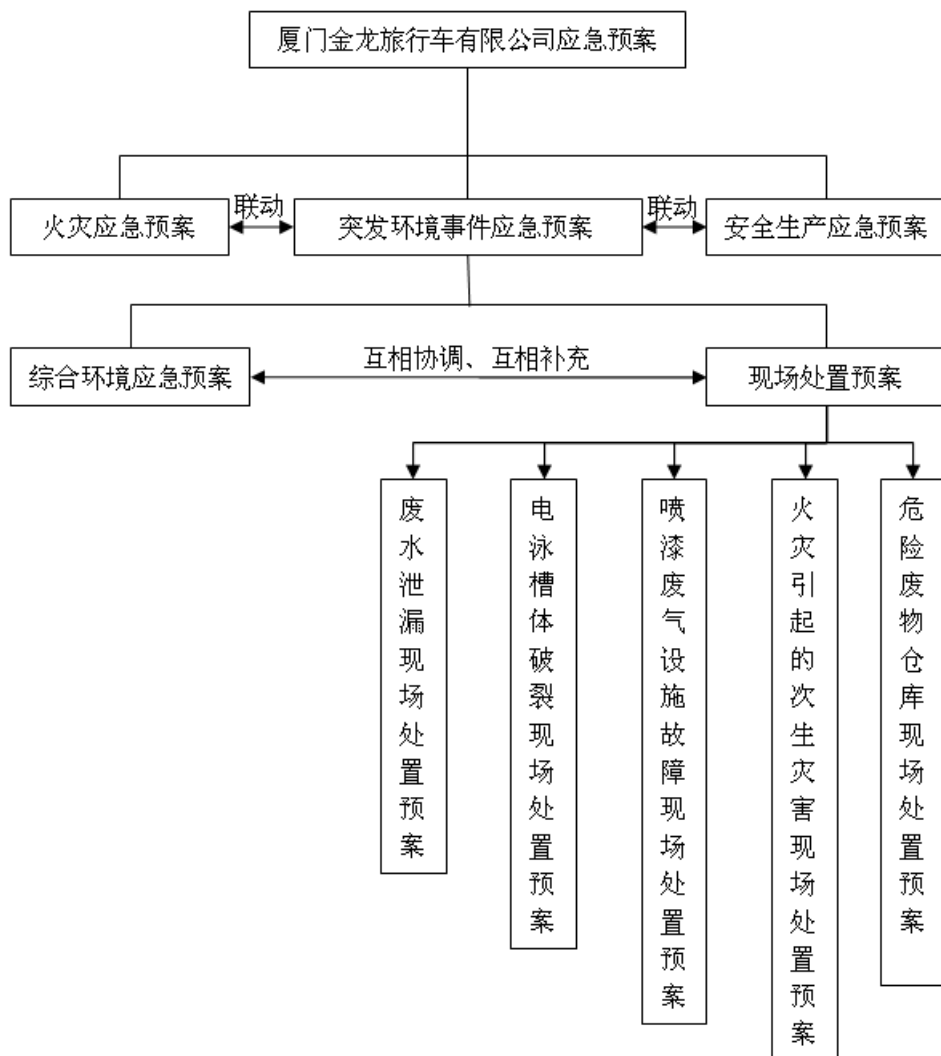 厦门金龙旅行车有限公司应急预案
联动
联动
火灾应急预案
突发环境事件应急预案
安全生产应急预案
互相协调、互相补充
综合环境应急预案
现场处置预案
废水泄漏现场处置预案
电泳槽体破裂现场处置预案
喷漆废气设施故障现场处置预案
火灾引起的次生灾害现场处置预案
危险废物仓库现场处置预案